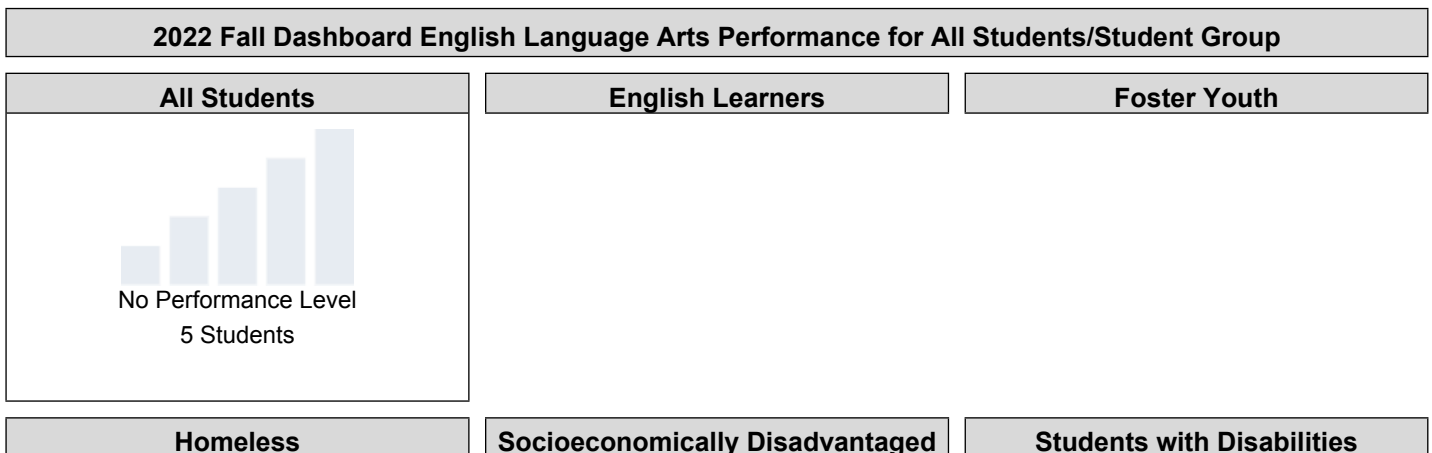 2022 Fall Dashboard English Language Arts Performance for All Students/Student Group
All Students
English Learners
Foster Youth
No Performance Level
5 Students
Homeless
Socioeconomically Disadvantaged
Students with Disabilities